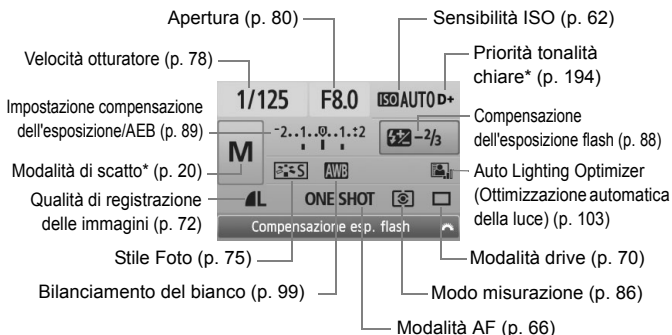 Apertura (p. 80)
Sensibilità ISO (p. 62)
Velocità otturatore (p. 78)
Priorità tonalità
chiare* (p. 194)
1/125 F8.0 ISO AUTO D+
Impostazione compensazione
dell'esposizione/AEB (p. 89)
-2..1..0..1.:2
-2/3
Compensazione
dell'esposizione flash (p. 88)
M
Modalità di scatto* (p. 20)
S AWB
Auto Lighting Optimizer
(Ottimizzazione automatica
della luce) (p. 103)
Qualità di registrazione
delle immagini (p. 72)
L ONE SHOT
Compensazione esp. flash
Stile Foto (p. 75)
Modalità drive (p. 70)
Bilanciamento del bianco (p. 99)
Modo misurazione (p. 86)
Modalità AF (p. 66)